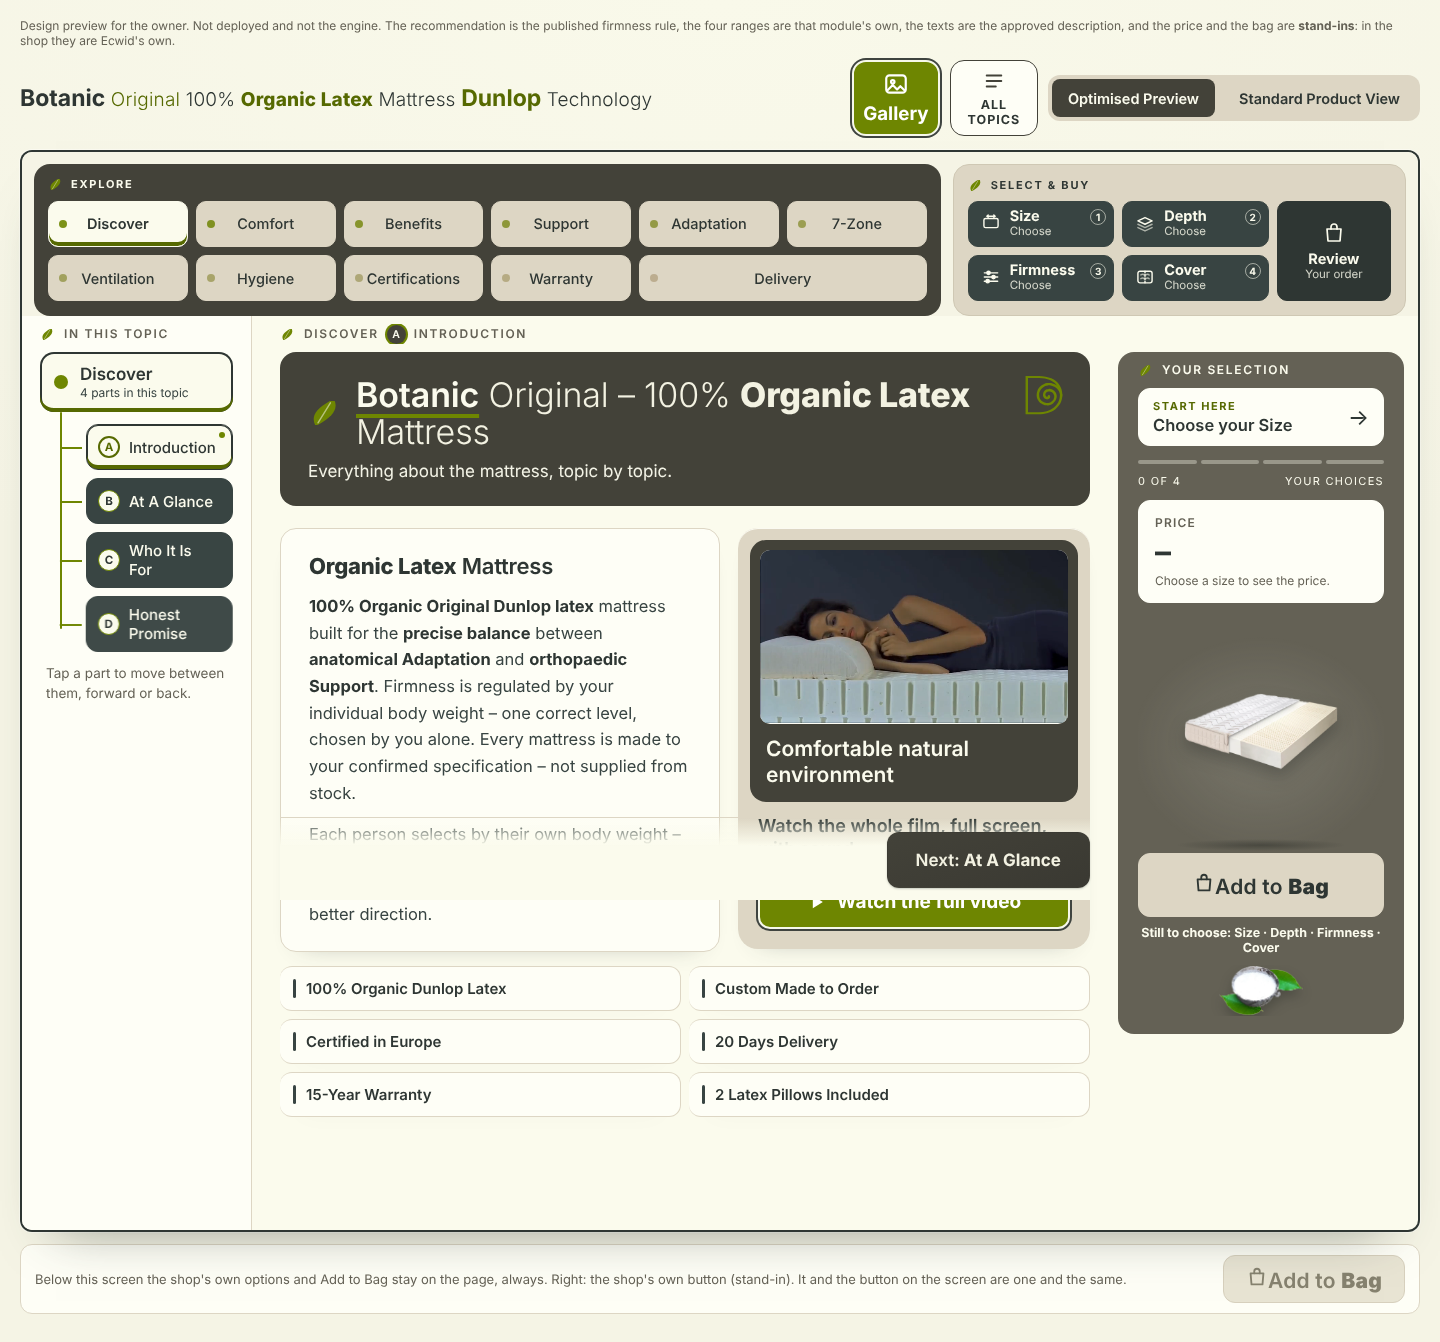 Design preview for the owner. Not deployed and not the engine. The recommendation is the published firmness rule, the four ranges are that module's own, the texts are the approved description, and the price and the bag are stand-ins: in the
shop they are Ecwid's own.
Botanic Original 100% Organic Latex Mattress Dunlop Technology
Gallery
ALL
TOPICS
Optimised Preview
Standard Product View
EXPLORE
Discover
Comfort
Benefits
Support
Adaptation
7-Zone
Ventilation
Hygiene
Certifications
Warranty
Delivery
SELECT & BUY
Size
Choose
1
Depth
Choose
2
Firmness
Choose
3
Cover
Choose
4
Review
Your order
IN THIS TOPIC
Discover
4 parts in this topic
A Introduction
B At A Glance
C Who It Is
For
D Honest
Promise
Tap a part to move between
them, forward or back.
DISCOVER A INTRODUCTION
Botanic Original – 100% Organic Latex
Mattress
Everything about the mattress, topic by topic.
Organic Latex Mattress
100% Organic Original Dunlop latex mattress
built for the precise balance between
anatomical Adaptation and orthopaedic
Support. Firmness is regulated by your
individual body weight – one correct level,
chosen by you alone. Every mattress is made to
your confirmed specification – not supplied from
stock.
Each person selects by their own body weight –
better direction.
Comfortable natural
environment
Watch the whole film, full screen,
Next: At A Glance
Watch the full video
100% Organic Dunlop Latex
Custom Made to Order
Certified in Europe
20 Days Delivery
15-Year Warranty
2 Latex Pillows Included
YOUR SELECTION
START HERE
Choose your Size
0 OF 4
YOUR CHOICES
PRICE
–
Choose a size to see the price.
Add to Bag
Still to choose: Size · Depth · Firmness ·
Cover
Below this screen the shop's own options and Add to Bag stay on the page, always. Right: the shop's own button (stand-in). It and the button on the screen are one and the same.
Add to Bag